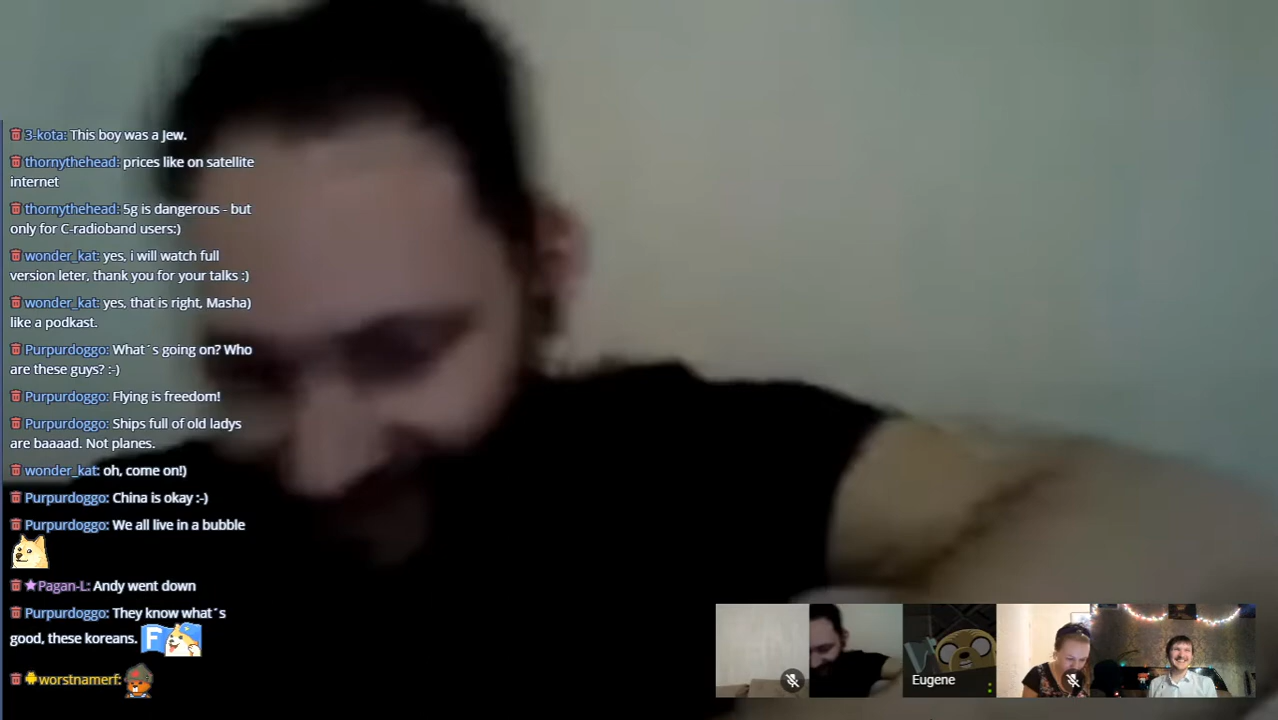 3-kota: This boy was a Jew.
thornythehead: prices like on satellite
internet
thornythehead: 5g is dangerous - but
only for C-radioband users:)
wonder_kat: yes, i will watch full
version leter, thank you for your talks :)
wonder_kat: yes, that is right, Masha)
like a podkast.
Purpurdoggo: What´s going on? Who
are these guys? :-)
Purpurdoggo: Flying is freedom!
Purpurdoggo: Ships full of old ladys
are baaaad. Not planes.
wonder_kat: oh, come on!)
Purpurdoggo: China is okay :-)
Purpurdoggo: We all live in a bubble
Pagan-L: Andy went down
Purpurdoggo: They know what´s
good, these koreans. F
worstnamerf:
Eugene